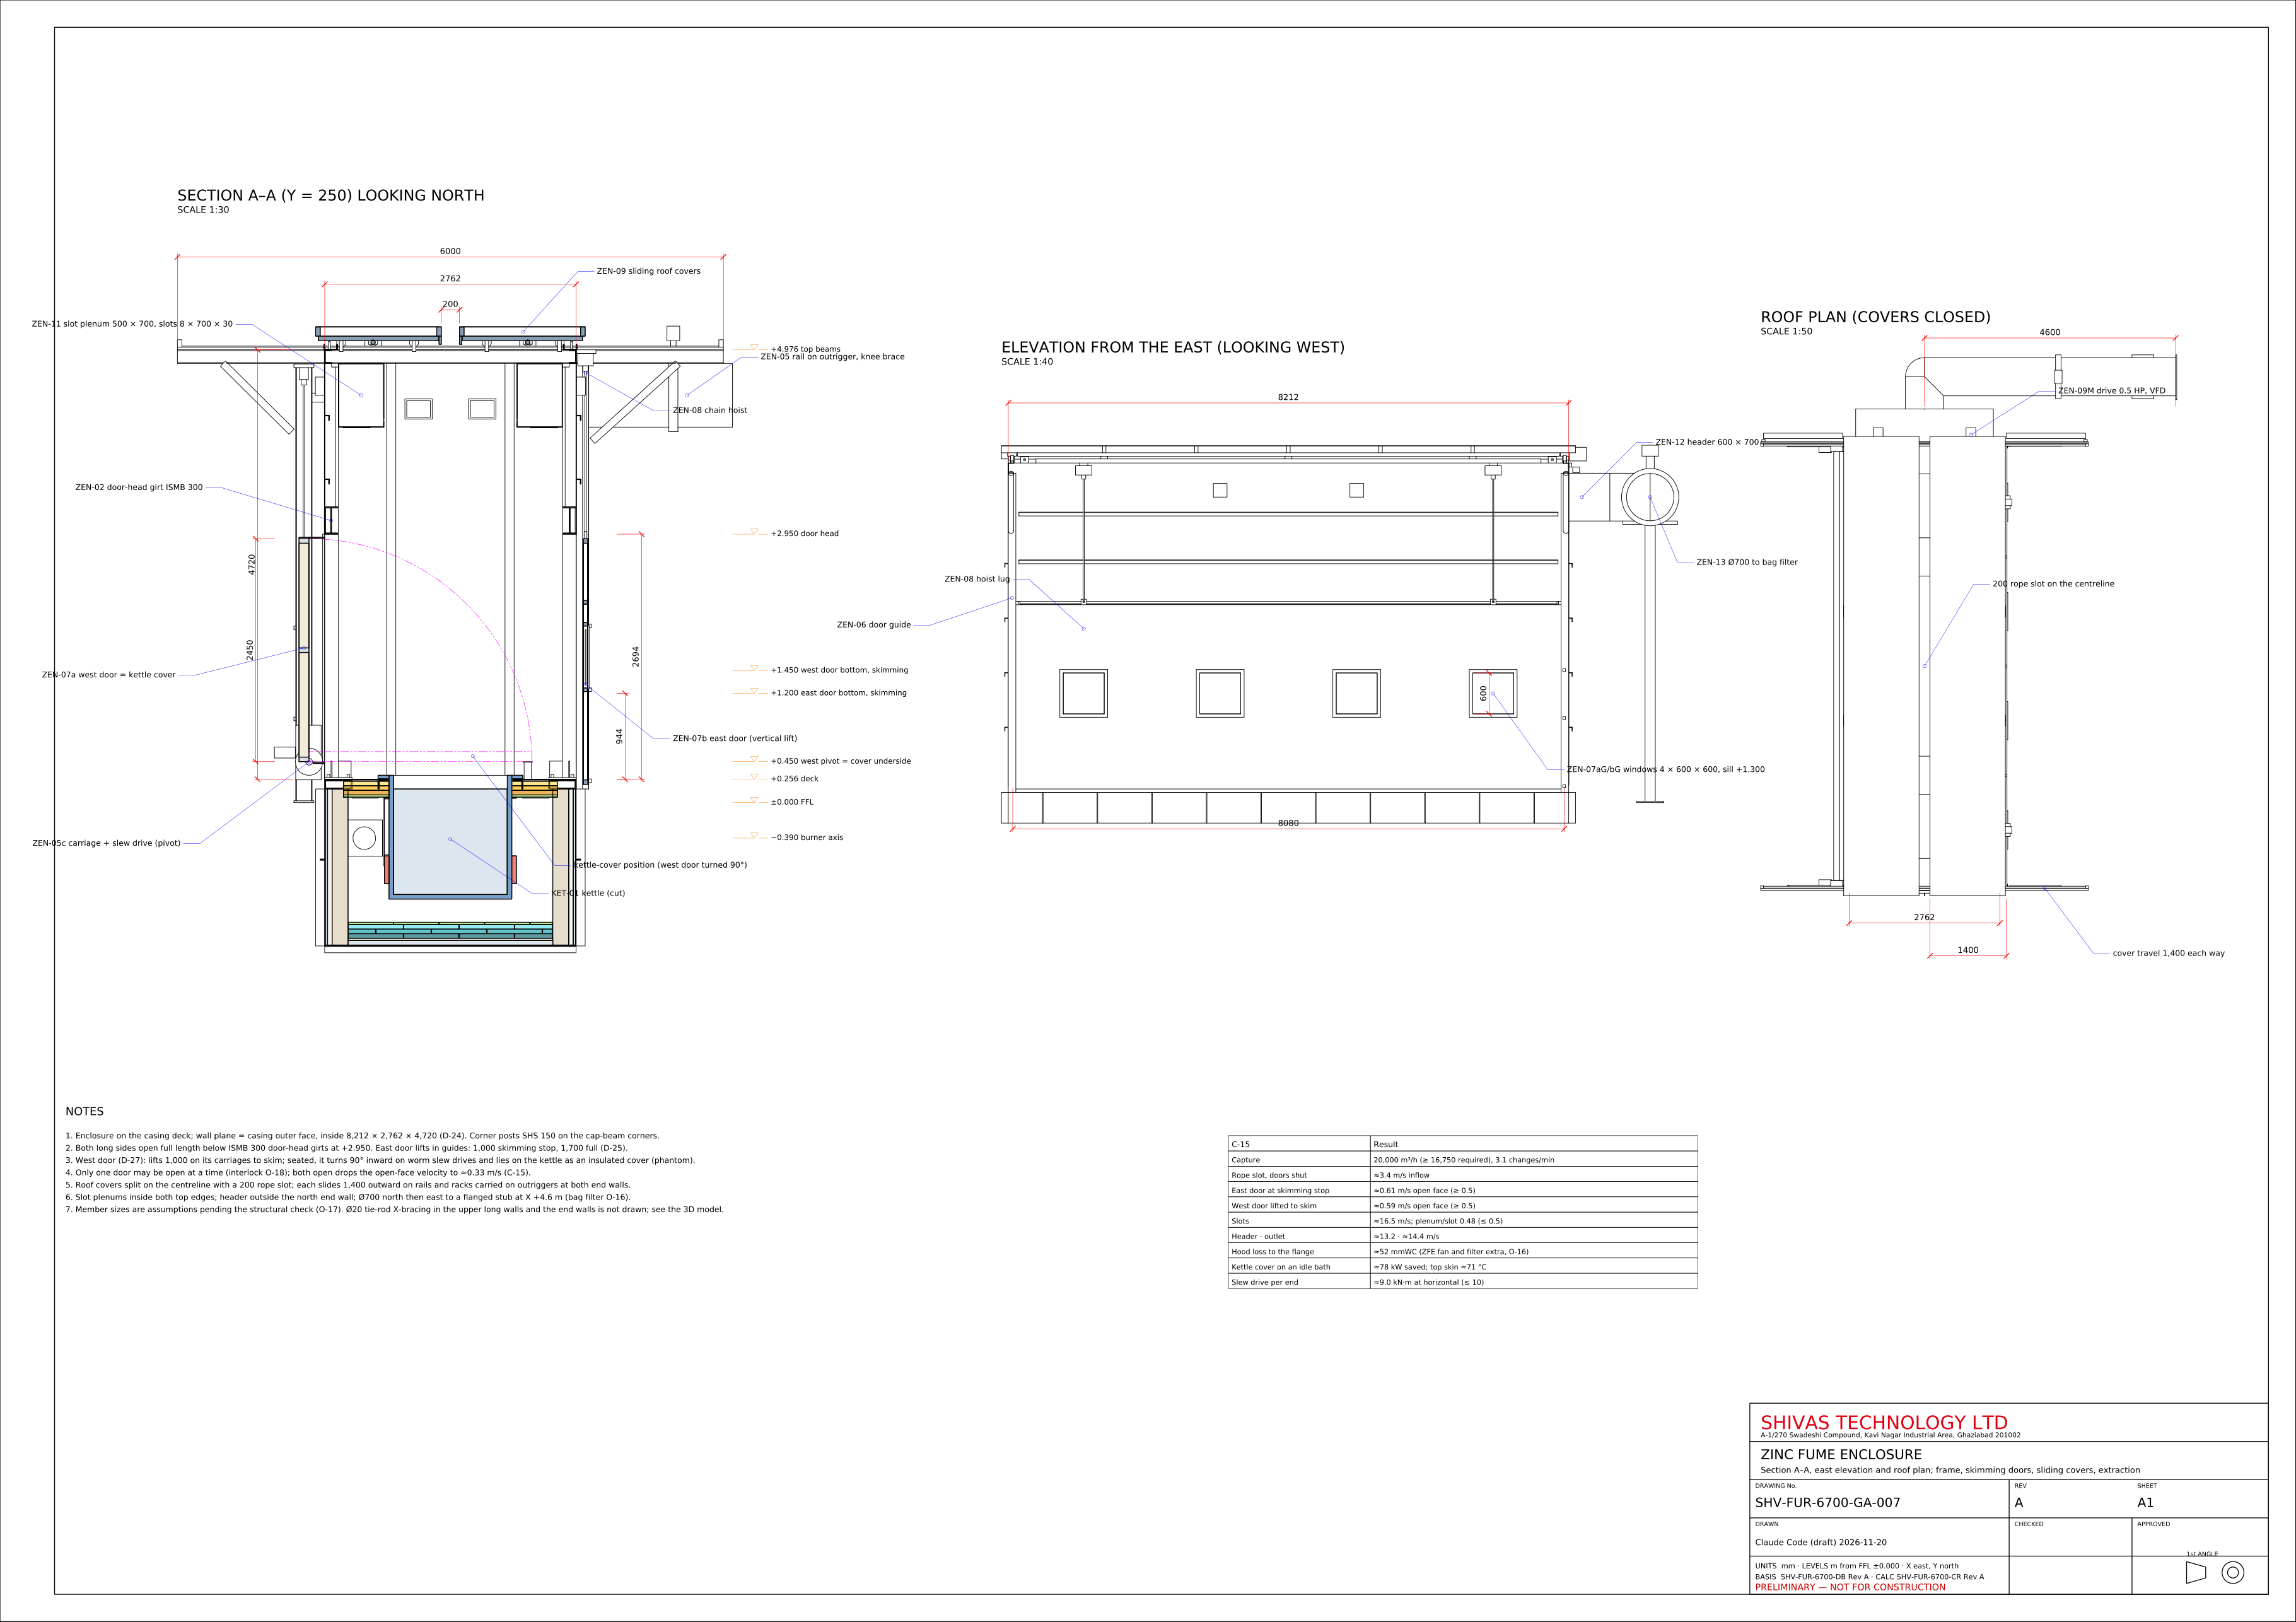 SECTION A–A (Y = 250) LOOKING NORTH
SCALE 1:30
6000
2762
200
ZEN-09 sliding roof covers
ZEN-11 slot plenum 500 × 700, slots 8 × 700 × 30
+4.976 top beams
ZEN-05 rail on outrigger, knee brace
ZEN-08 chain hoist
ZEN-02 door-head girt ISMB 300
+2.950 door head
4720
2450
2694
944
+1.450 west door bottom, skimming
ZEN-07a west door = kettle cover
+1.200 east door bottom, skimming
ZEN-07b east door (vertical lift)
+0.450 west pivot = cover underside
+0.256 deck
±0.000 FFL
−0.390 burner axis
ZEN-05c carriage + slew drive (pivot)
kettle-cover position (west door turned 90°)
KET-01 kettle (cut)
ELEVATION FROM THE EAST (LOOKING WEST)
SCALE 1:40
8212
ZEN-12 header 600 × 700
ZEN-13 Ø700 to bag filter
ZEN-08 hoist lug
ZEN-06 door guide
600
ZEN-07aG/bG windows 4 × 600 × 600, sill +1.300
8080
ROOF PLAN (COVERS CLOSED)
SCALE 1:50
4600
ZEN-09M drive 0.5 HP, VFD
200 rope slot on the centreline
2762
1400
cover travel 1,400 each way
NOTES
1. Enclosure on the casing deck; wall plane = casing outer face, inside 8,212 × 2,762 × 4,720 (D-24). Corner posts SHS 150 on the cap-beam corners.
2. Both long sides open full length below ISMB 300 door-head girts at +2.950. East door lifts in guides: 1,000 skimming stop, 1,700 full (D-25).
3. West door (D-27): lifts 1,000 on its carriages to skim; seated, it turns 90° inward on worm slew drives and lies on the kettle as an insulated cover (phantom).
4. Only one door may be open at a time (interlock O-18); both open drops the open-face velocity to ≈0.33 m/s (C-15).
5. Roof covers split on the centreline with a 200 rope slot; each slides 1,400 outward on rails and racks carried on outriggers at both end walls.
6. Slot plenums inside both top edges; header outside the north end wall; Ø700 north then east to a flanged stub at X +4.6 m (bag filter O-16).
7. Member sizes are assumptions pending the structural check (O-17). Ø20 tie-rod X-bracing in the upper long walls and the end walls is not drawn; see the 3D model.
C-15 Result
Capture 20,000 m³/h (≥ 16,750 required), 3.1 changes/min
Rope slot, doors shut ≈3.4 m/s inflow
East door at skimming stop ≈0.61 m/s open face (≥ 0.5)
West door lifted to skim ≈0.59 m/s open face (≥ 0.5)
Slots ≈16.5 m/s; plenum/slot 0.48 (≤ 0.5)
Header · outlet ≈13.2 · ≈14.4 m/s
Hood loss to the flange ≈52 mmWC (ZFE fan and filter extra, O-16)
Kettle cover on an idle bath ≈78 kW saved; top skin ≈71 °C
Slew drive per end ≈9.0 kN·m at horizontal (≤ 10)
SHIVAS TECHNOLOGY LTD
A-1/270 Swadeshi Compound, Kavi Nagar Industrial Area, Ghaziabad 201002
ZINC FUME ENCLOSURE
Section A–A, east elevation and roof plan; frame, skimming doors, sliding covers, extraction
DRAWING No. REV SHEET
SHV-FUR-6700-GA-007 A A1
DRAWN CHECKED APPROVED
Claude Code (draft) 2026-11-20
1st ANGLE
UNITS mm · LEVELS m from FFL ±0.000 · X east, Y north
BASIS SHV-FUR-6700-DB Rev A · CALC SHV-FUR-6700-CR Rev A
PRELIMINARY — NOT FOR CONSTRUCTION